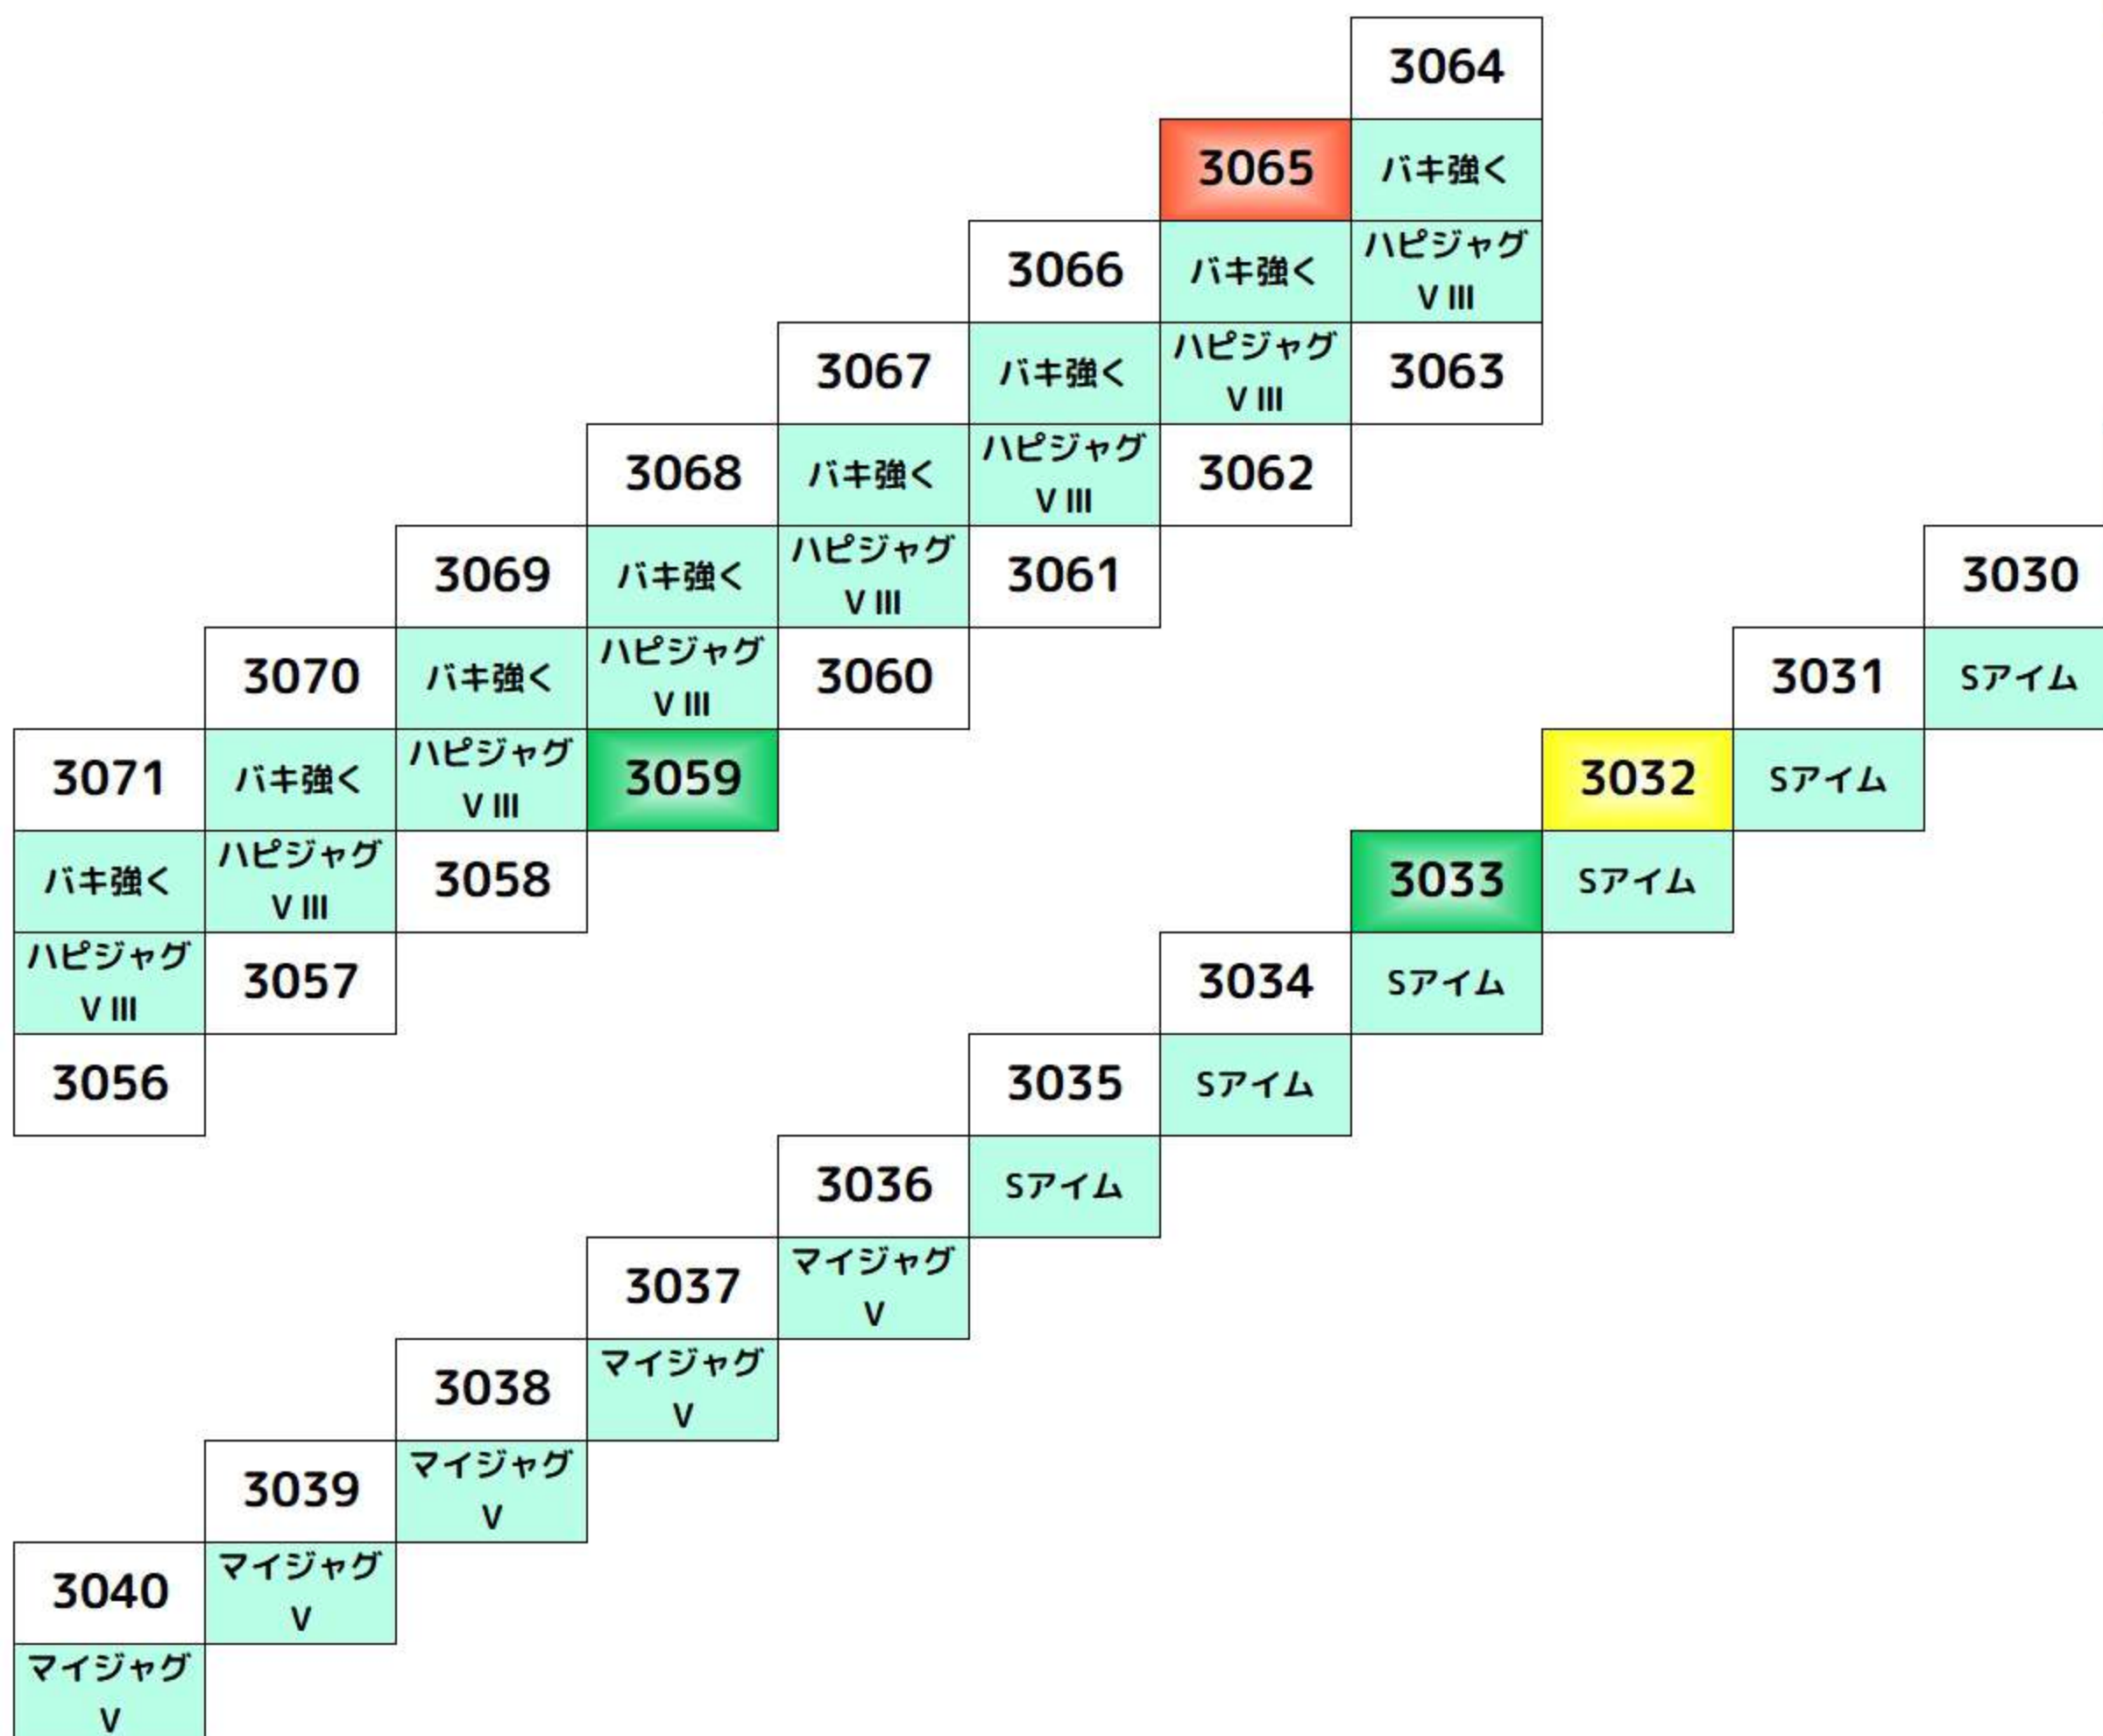 3064
3065 バキ強く
3066 バキ強く ハピジャグ
V III
3067 バキ強く ハピジャグ
V III 3063
3068 バキ強く ハピジャグ
V III 3062
3069 バキ強く ハピジャグ
V III 3061 3030
3070 バキ強く ハピジャグ
V III 3060 3031 Sアイム
3071 バキ強く ハピジャグ
V III 3059 3032 Sアイム
バキ強く ハピジャグ
V III 3058 3033 Sアイム
ハピジャグ
V III 3057 3034 Sアイム
3056 3035 Sアイム
3036 Sアイム
3037 マイジャグ
V
3038 マイジャグ
V
3039 マイジャグ
V
3040 マイジャグ
V
マイジャグ
V